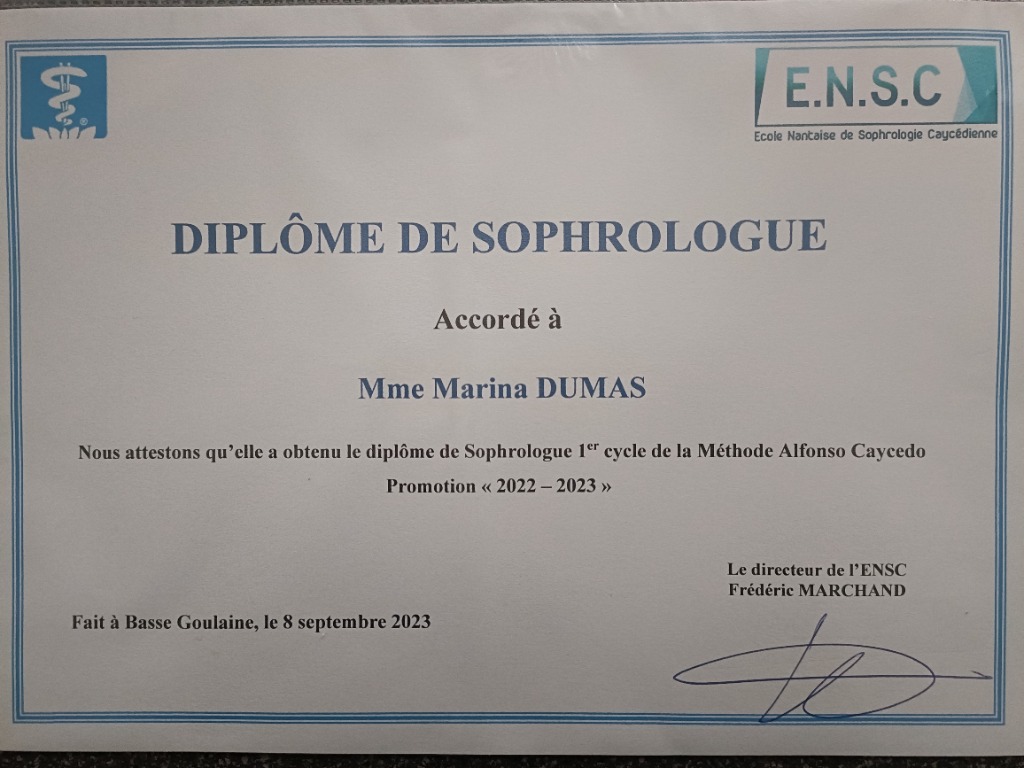 ®
E.N.S.C
Ecole Nantaise de Sophrologie Caycédienne
DIPLÔME DE SOPHROLOGUE
Accordé à
Mme Marina DUMAS
Nous attestons qu’elle a obtenu le diplôme de Sophrologue 1er cycle de la Méthode Alfonso Caycedo
Promotion « 2022 – 2023 »
Le directeur de l’ENSC
Frédéric MARCHAND
Fait à Basse Goulaine, le 8 septembre 2023